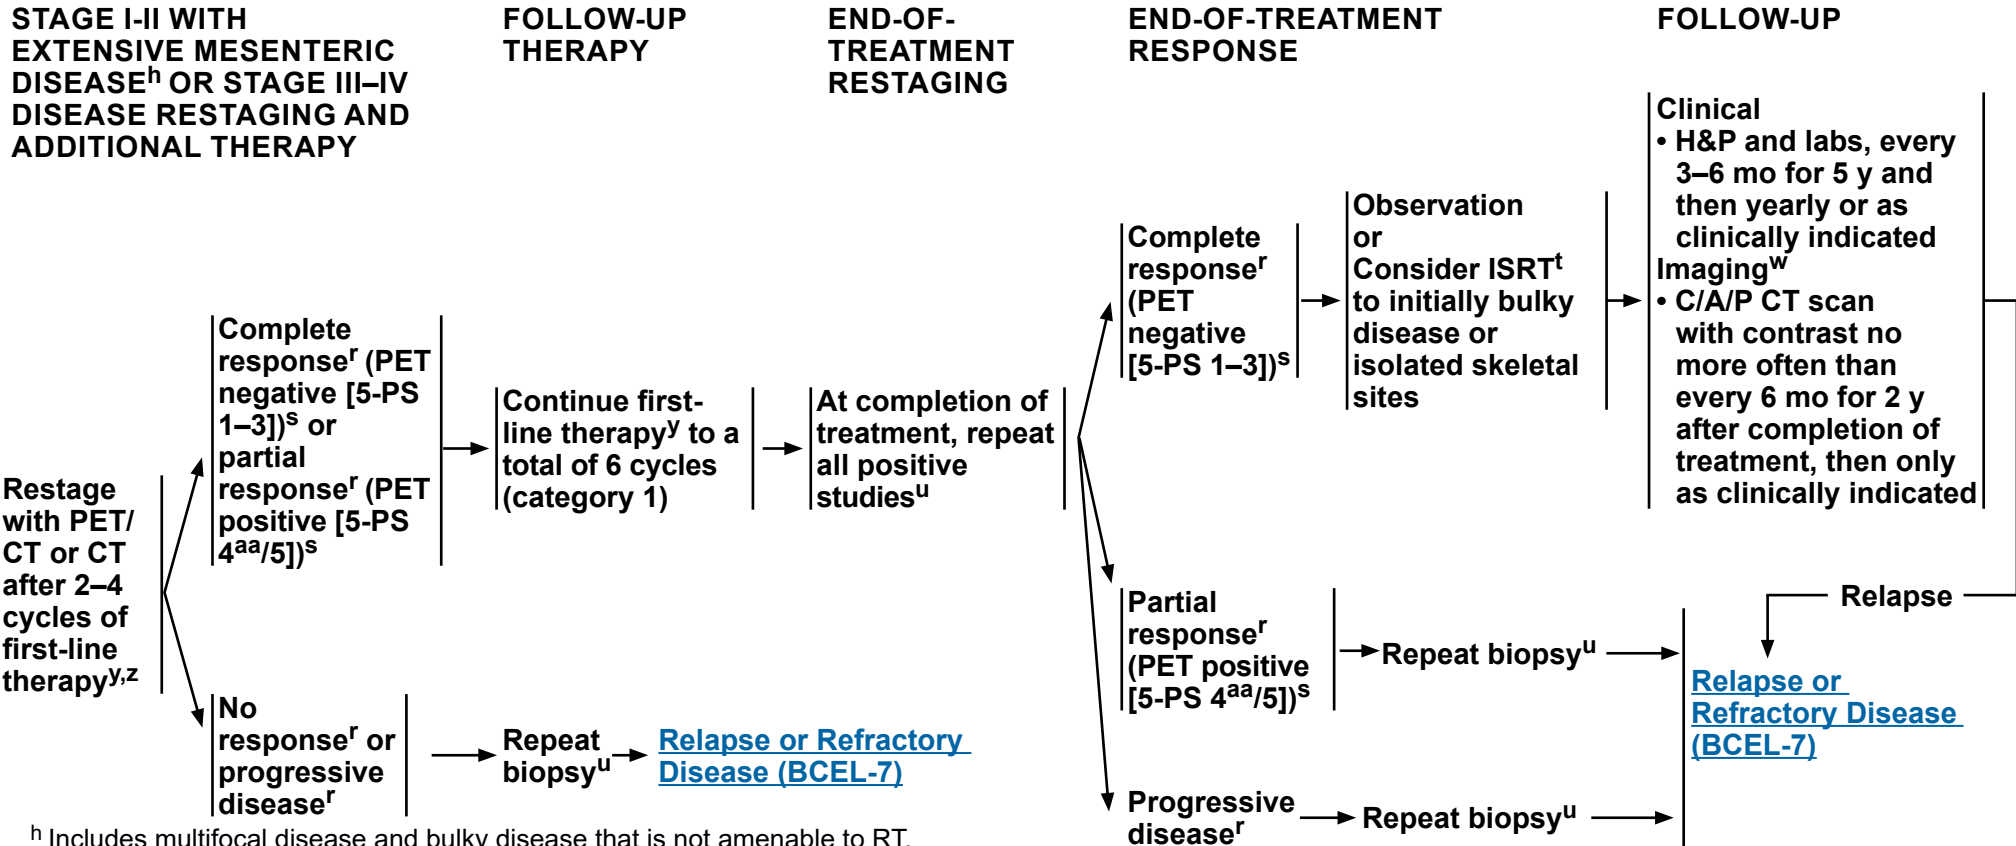 STAGE I-II WITH
EXTENSIVE MESENTERIC
DISEASEh OR STAGE III–IV
DISEASE RESTAGING AND
ADDITIONAL THERAPY
FOLLOW-UP
THERAPY
END-OF-
TREATMENT
RESTAGING
END-OF-TREATMENT
RESPONSE
FOLLOW-UP
Restage
with PET/
CT or CT
after 2–4
cycles of
first-line
therapyy,z
Complete
responser (PET
negative [5-PS
1–3])s or
partial
responser (PET
positive [5-PS
4aa/5])s
Continue first-
line therapyy to a
total of 6 cycles
(category 1)
At completion of
treatment, repeat
all positive
studiesu
Complete
responser
(PET
negative
[5-PS 1–3])s
Observation
or
Consider ISRTt
to initially bulky
disease or
isolated skeletal
sites
Clinical
• H&P and labs, every
3–6 mo for 5 y and
then yearly or as
clinically indicated
Imagingw
• C/A/P CT scan
with contrast no
more often than
every 6 mo for 2 y
after completion of
treatment, then only
as clinically indicated
Relapse
Partial
responser
(PET positive
[5-PS 4aa/5])s
Repeat biopsyu
Relapse or
Refractory Disease
(BCEL-7)
Progressive
diseaser
Repeat biopsyu
No
responser or
progressive
diseaser
Repeat
biopsyu
Relapse or Refractory
Disease (BCEL-7)
h Includes multifocal disease and bulky disease that is not amenable to RT.